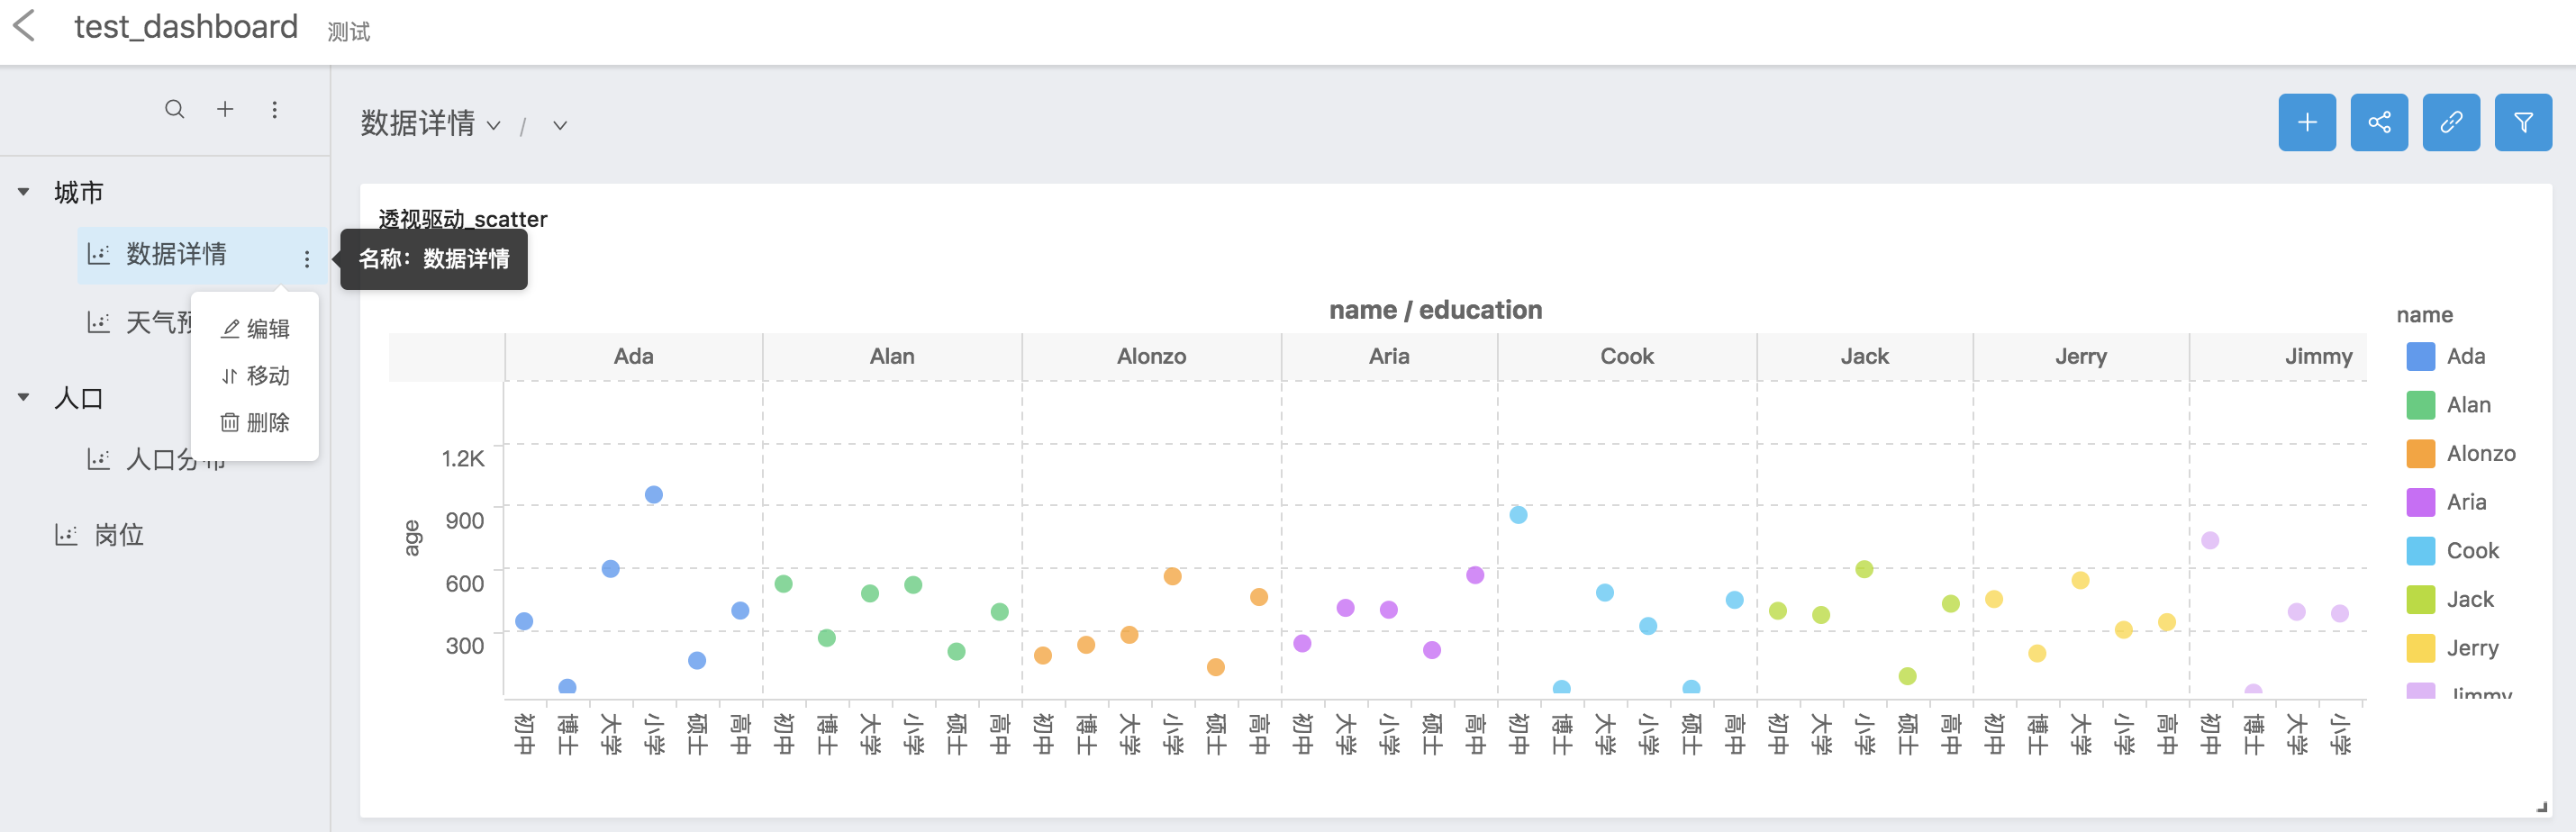 test_dashboard 测试
城市
数据详情
天气预
人口
人口分布
岗位
编辑
移动
删除
名称：数据详情
数据详情 /
透视驱动_scatter
name / education
Ada Alan Alonzo Aria Cook Jack Jerry Jimmy
age
1.2K
900
600
300
初中 博士 大学 小学 硕士 高中 初中 博士 大学 小学 硕士 高中 初中 博士 大学 小学 硕士 高中 初中 大学 小学 硕士 高中 初中 博士 大学 小学 硕士 高中 初中 大学 小学 硕士 高中 初中 博士 大学 小学 高中 初中 博士 大学 小学
name
Ada
Alan
Alonzo
Aria
Cook
Jack
Jerry
Jimmy